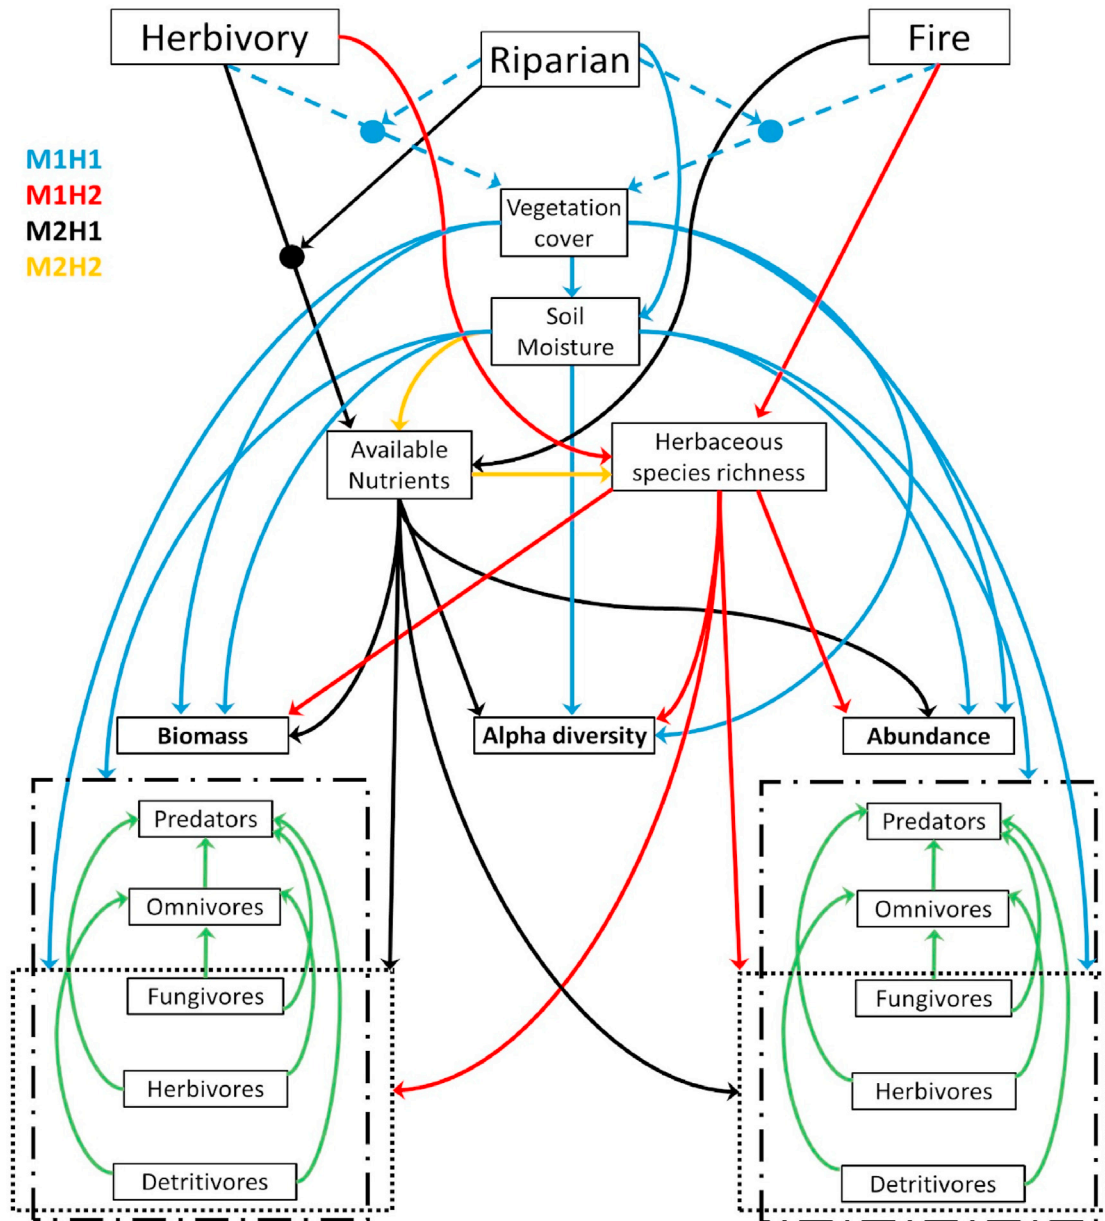 Herbivory
Riparian
Fire
M1H1
M1H2
M2H1
M2H2
Vegetation
cover
Soil
Moisture
Available
Nutrients
Herbaceous
species richness
Biomass
Alpha diversity
Abundance
Predators
Omnivores
Fungivores
Herbivores
Detritivores
Predators
Omnivores
Fungivores
Herbivores
Detritivores